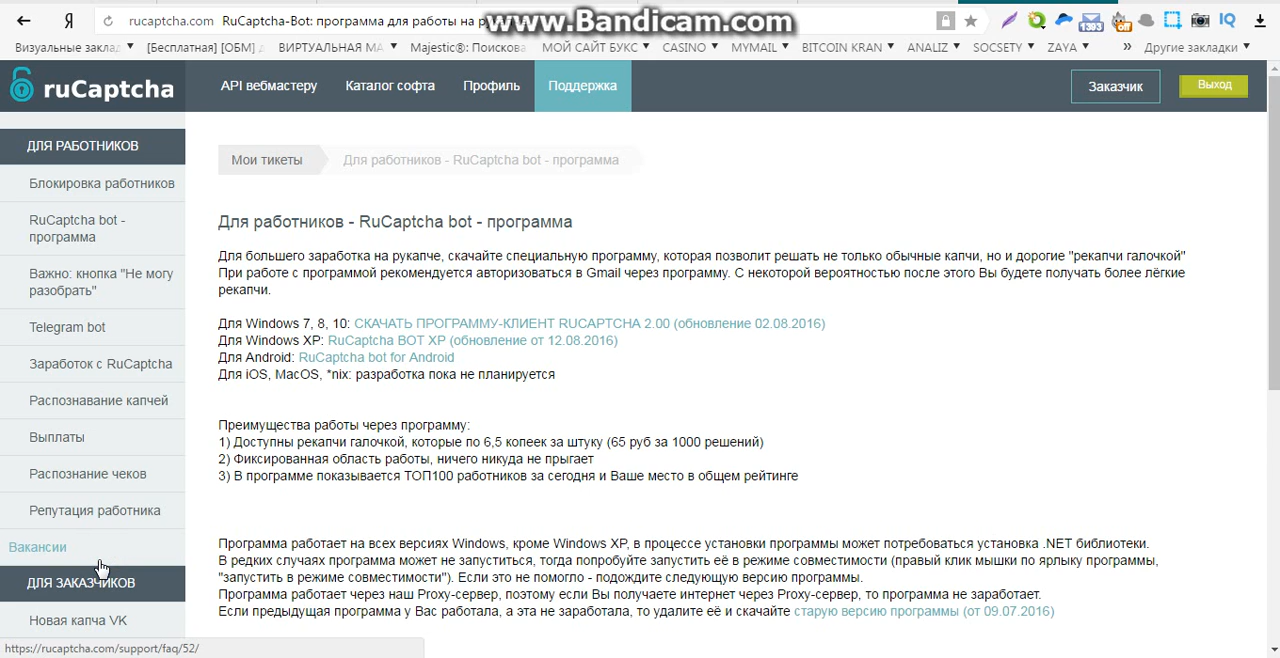 rucaptcha.com RuCaptcha-Bot: программа для работы на
www.Bandicam.com
1393
off
IQ
Визуальные заклад
[Бесплатная] [ОБМ]
ВИРТУАЛЬНАЯ МА
Majestic®: Поискова
МОЙ САЙТ БУКС
CASINO
MYMAIL
BITCOIN KRAN
ANALIZ
SOCSETY
ZAYA
»
Другие закладки
ruCaptcha
API вебмастеру
Каталог софта
Профиль
Поддержка
Заказчик
Выход
ДЛЯ РАБОТНИКОВ
Блокировка работников
RuCaptcha bot -
программа
Важно: кнопка "Не могу
разобрать"
Telegram bot
Заработок с RuCaptcha
Распознавание капчей
Выплаты
Распознание чеков
Репутация работника
Вакансии
ДЛЯ ЗАКАЗЧИКОВ
Новая капча VK
https://rucaptcha.com/support/faq/52/
Мои тикеты
Для работников - RuCaptcha bot - программа
Для работников - RuCaptcha bot - программа
Для большего заработка на рукапче, скачайте специальную программу, которая позволит решать не только обычные капчи, но и дорогие "рекапчи галочкой"
При работе с программой рекомендуется авторизоваться в Gmail через программу. С некоторой вероятностью после этого Вы будете получать более лёгкие
рекапчи.
Для Windows 7, 8, 10: СКАЧАТЬ ПРОГРАММУ-КЛИЕНТ RUCAPTCHA 2.00 (обновление 02.08.2016)
Для Windows XP: RuCaptcha BOT XP (обновление от 12.08.2016)
Для Android: RuCaptcha bot for Android
Для iOS, MacOS, *nix: разработка пока не планируется
Преимущества работы через программу:
1) Доступны рекапчи галочкой, которые по 6,5 копеек за штуку (65 руб за 1000 решений)
2) Фиксированная область работы, ничего никуда не прыгает
3) В программе показывается ТОП100 работников за сегодня и Ваше место в общем рейтинге
Программа работает на всех версиях Windows, кроме Windows XP, в процессе установки программы может потребоваться установка .NET библиотеки.
В редких случаях программа может не запуститься, тогда попробуйте запустить её в режиме совместимости (правый клик мышки по ярлыку программы,
"запустить в режиме совместимости"). Если это не помогло - подождите следующую версию программы.
Программа работает через наш Proxy-сервер, поэтому если Вы получаете интернет через Proxy-сервер, то программа не заработает.
Если предыдущая программа у Вас работала, а эта не заработала, то удалите её и скачайте старую версию программы (от 09.07.2016)